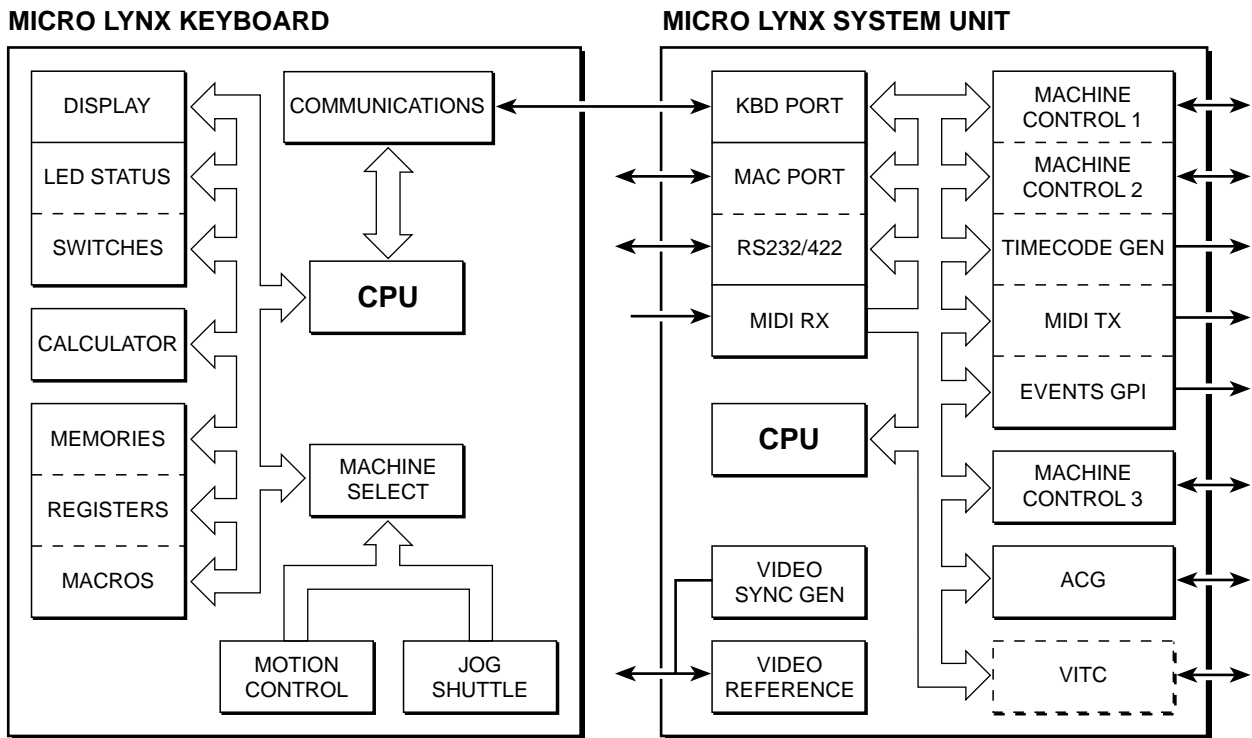 MICRO LYNX KEYBOARD
DISPLAY
LED STATUS
SWITCHES
CALCULATOR
MEMORIES
REGISTERS
MACROS
COMMUNICATIONS
CPU
MACHINE
SELECT
MOTION
CONTROL
JOG
SHUTTLE
MICRO LYNX SYSTEM UNIT
KBD PORT
MAC PORT
RS232/422
MIDI RX
CPU
VIDEO
SYNC GEN
VIDEO
REFERENCE
MACHINE
CONTROL 1
MACHINE
CONTROL 2
TIMECODE GEN
MIDI TX
EVENTS GPI
MACHINE
CONTROL 3
ACG
VITC